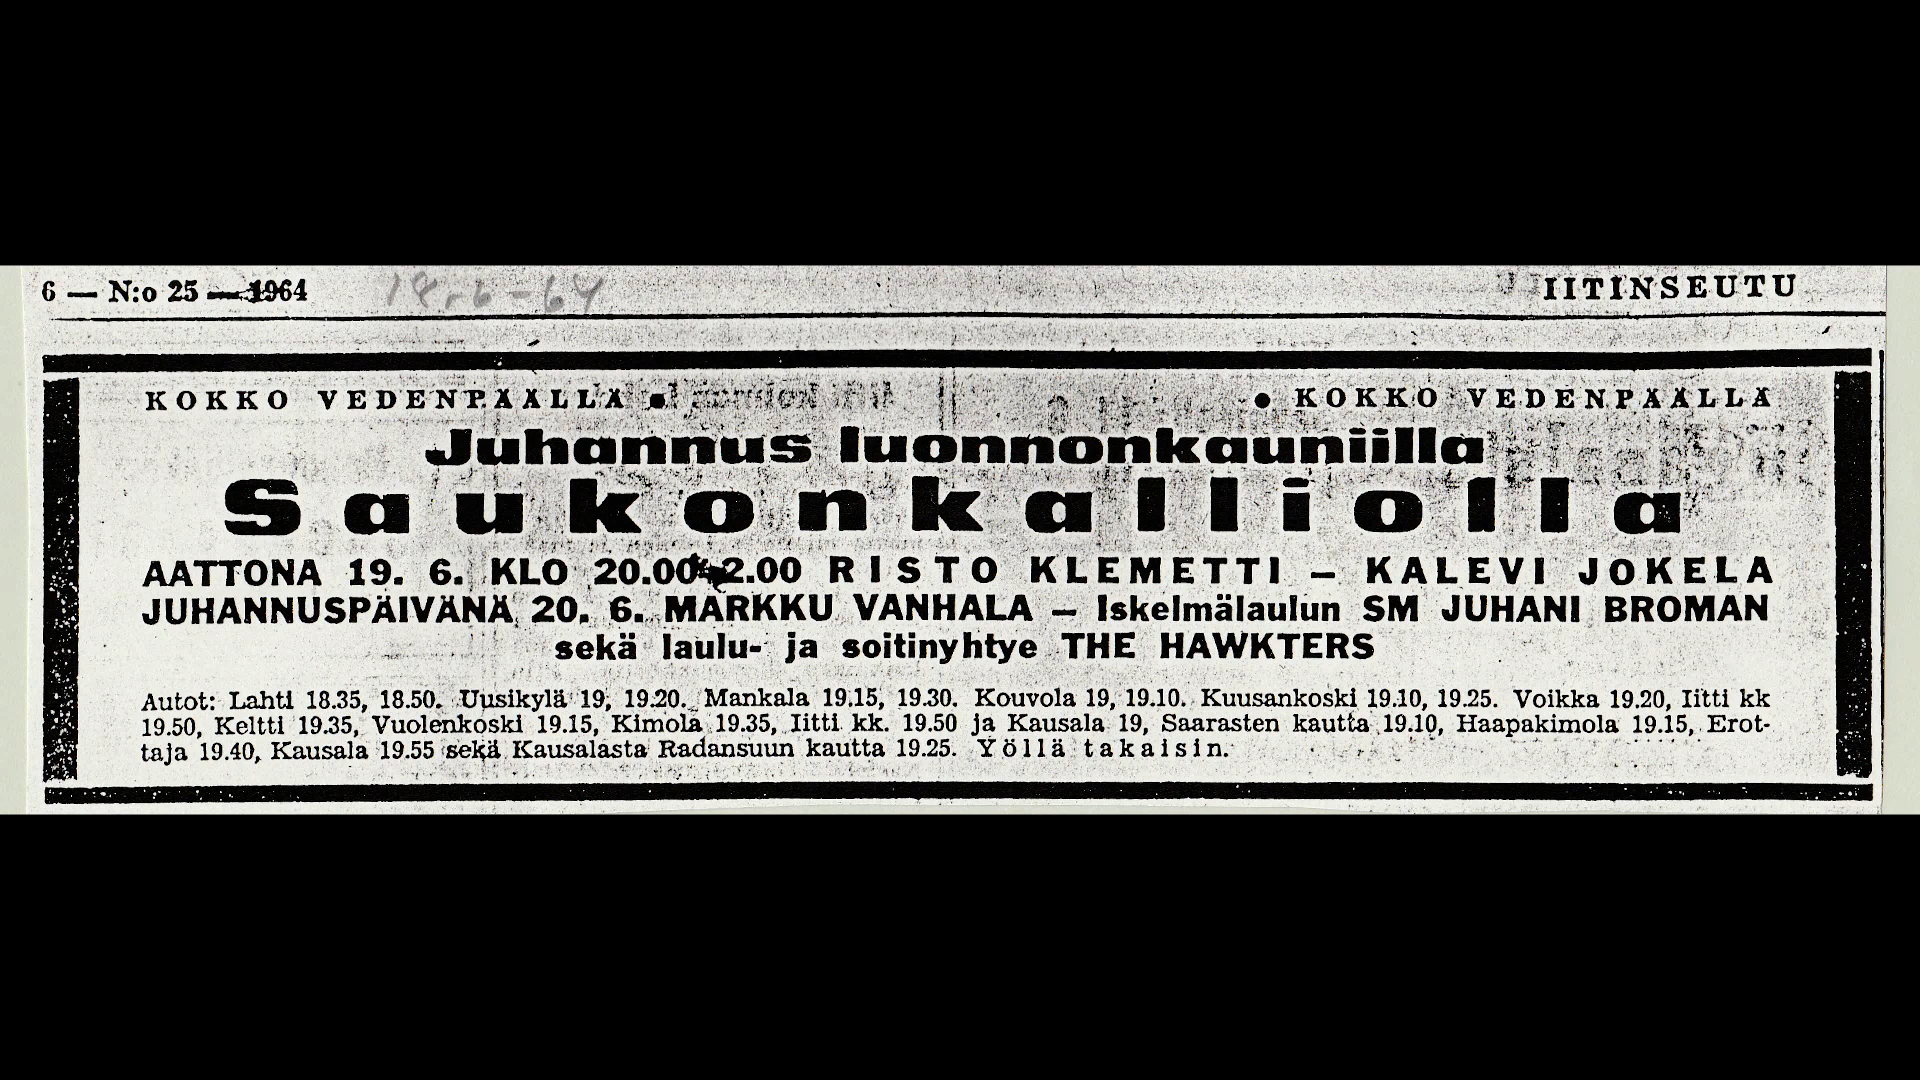 6 — N:o 25 — 1964 18.6-64 IITINSEUTU
KOKKO VEDENPÄÄLLÄ ● ● KOKKO VEDENPÄÄLLÄ
Juhannus luonnonkauniilla
Saukonkalliolla
AATTONA 19. 6. KLO 20.00–2.00 RISTO KLEMETTI – KALEVI JOKELA
JUHANNUSPÄIVÄNÄ 20. 6. MARKKU VANHALA – Iskelmälaulun SM JUHANI BROMAN
sekä laulu- ja soitinyhtye THE HAWKTERS
Autot: Lahti 18.35, 18.50. Uusikylä 19, 19.20. Mankala 19.15, 19.30. Kouvola 19, 19.10. Kuusankoski 19.10, 19.25. Voikka 19.20, Iitti kk
19.50, Keltti 19.35, Vuolenkoski 19.15, Kimola 19.35, Iitti kk. 19.50 ja Kausala 19, Saarasten kautta 19.10, Haapakimola 19.15, Erot-
taja 19.40, Kausala 19.55 sekä Kausalasta Radansuun kautta 19.25. Yöllä takaisin.